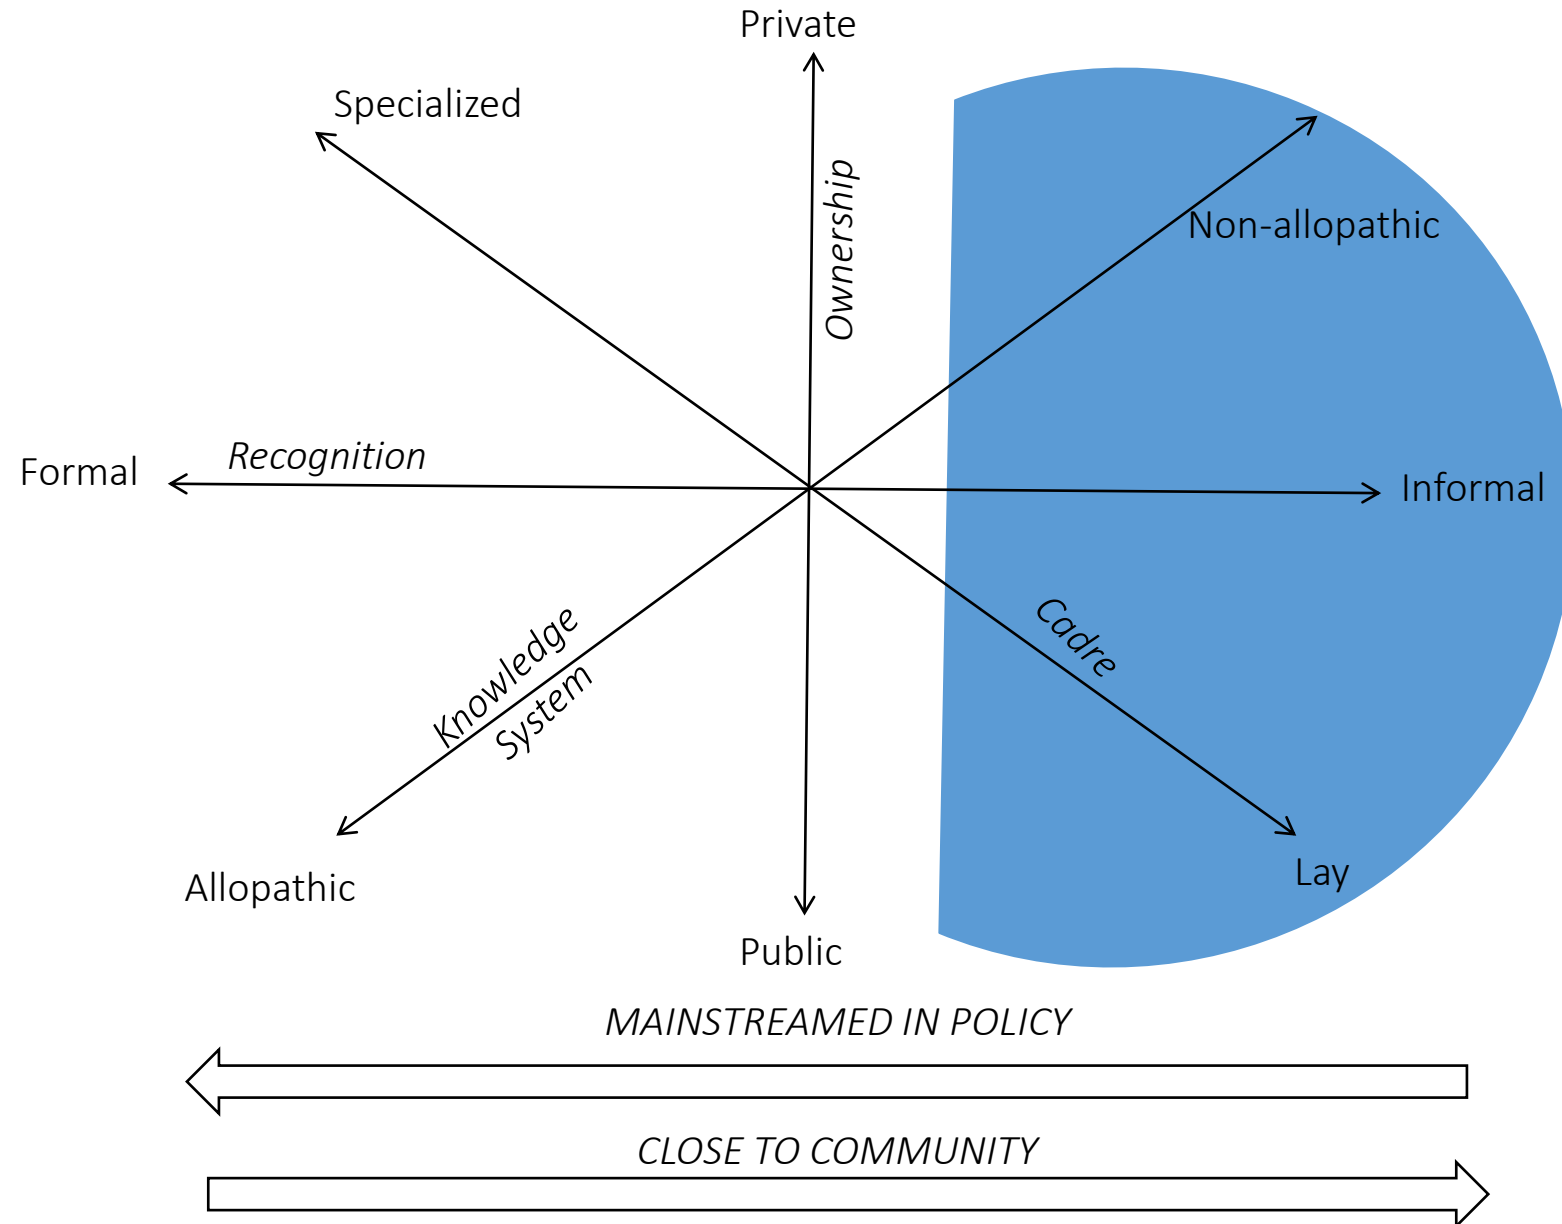 Private
Specialized
Ownership
Non-allopathic
Recognition
Formal
Informal
Knowledge
System
Cadre
Allopathic
Lay
Public
MAINSTREAMED IN POLICY
CLOSE TO COMMUNITY